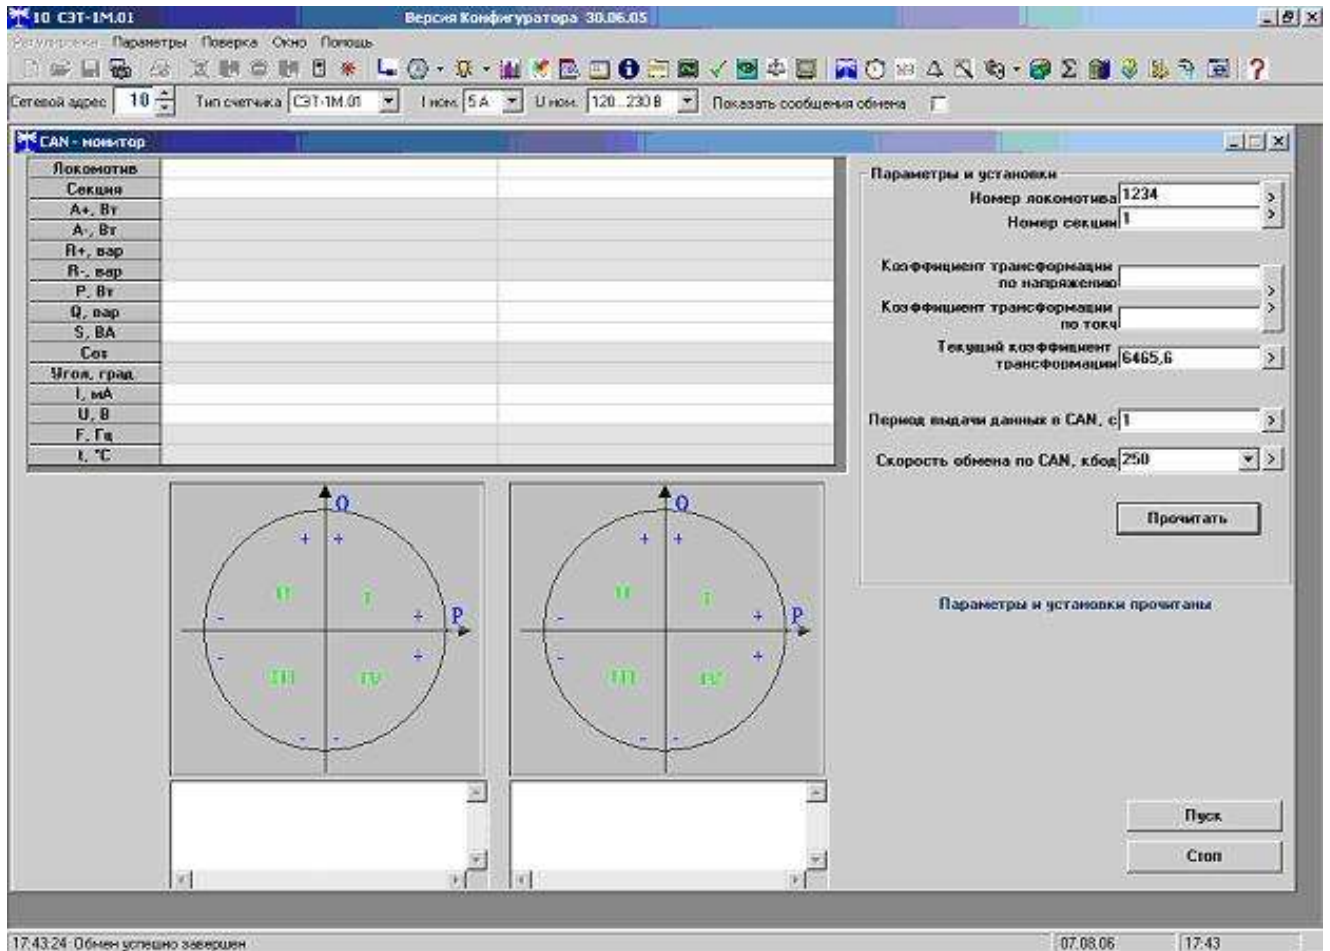 10 СЭТ-1М.01 Версия Конфигуратора 30.06.05
Регулировка Параметры Поверка Окно Помощь
Сетевой адрес 10 Тип счетчика СЭТ-1М.01 I ном. 5 А U ном. 120...230 В Показать сообщения обмена
CAN - монитор
Локомотив
Секция
A+, Вт
A-, Вт
R+, вар
R-, вар
P, Вт
Q, вар
S, ВА
Cos
Угол, град.
I, мА
U, В
F, Гц
t, °C
Параметры и установки
Номер локомотива 1234
Номер секции 1
Коэффициент трансформации
по напряжению
Коэффициент трансформации
по току
Текущий коэффициент
трансформации 6465,6
Период выдачи данных в CAN, с 1
Скорость обмена по CAN, кбод 250
Прочитать
Параметры и установки прочитаны
Q Q
+ + + +
II I II I
- + P - + P
- + - +
III IV III IV
- - - -
Пуск
Стоп
17:43:24 Обмен успешно завершен 07.08.06 17:43